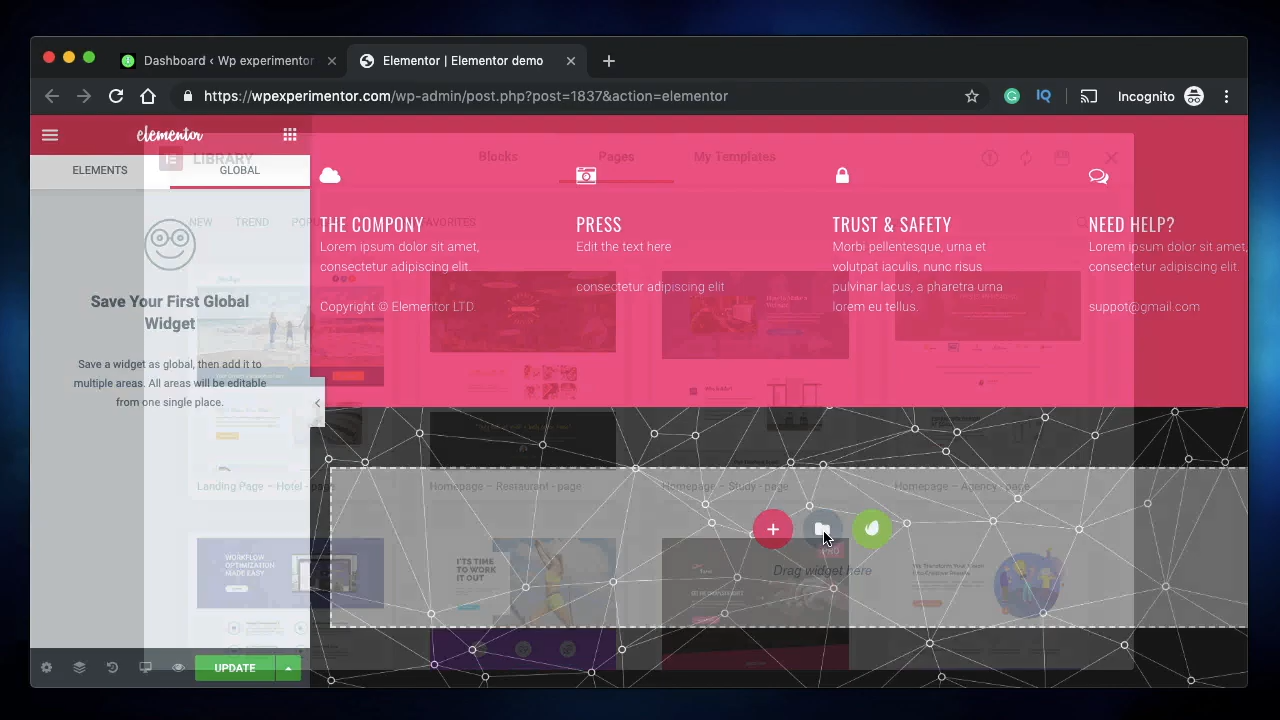 Dashboard ‹ Wp experimentor
Elementor | Elementor demo
https://wpexperimentor.com/wp-admin/post.php?post=1837&action=elementor
IQ
Incognito
elementor
LIBRARY
Blocks
Pages
My Templates
ELEMENTS
GLOBAL
NEW
TREND
FAVORITES
THE COMPONY
Lorem ipsum dolor sit amet,
consectetur adipiscing elit.
Copyright © Elementor LTD.
PRESS
Edit the text here
consectetur adipiscing elit
TRUST & SAFETY
Morbi pellentesque, urna et
volutpat iaculis, nunc risus
pulvinar lacus, a pharetra urna
lorem eu tellus.
NEED HELP?
Lorem ipsum dolor sit amet,
consectetur adipiscing elit.
suppot@gmail.com
Save Your First Global
Widget
Save a widget as global, then add it to
multiple areas. All areas will be editable
from one single place.
Landing Page – Hotel - page
Homepage – Restaurant - page
Homepage – Study - page
Homepage – Agency - page
WORKFLOW
OPTIMIZATION
MADE EASY
IT'S TIME
TO WORK
IT OUT
PRO
Drag widget here
UPDATE